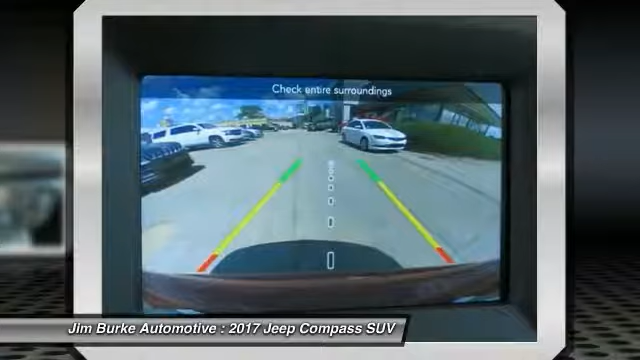 Check entire surroundings
Jim Burke Automotive : 2017 Jeep Compass SUV